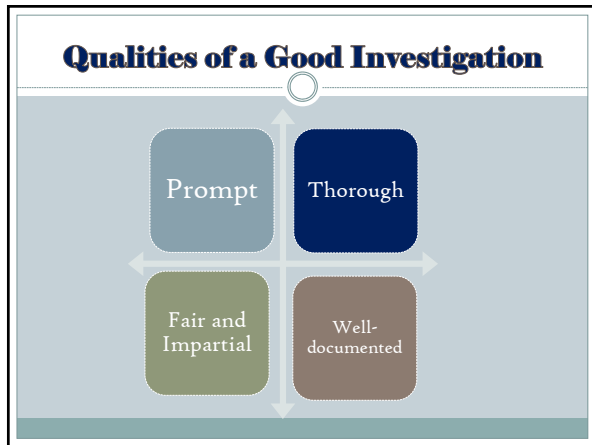 Qualities of a Good Investigation
Prompt
Thorough
Fair and
Impartial
Well-
documented